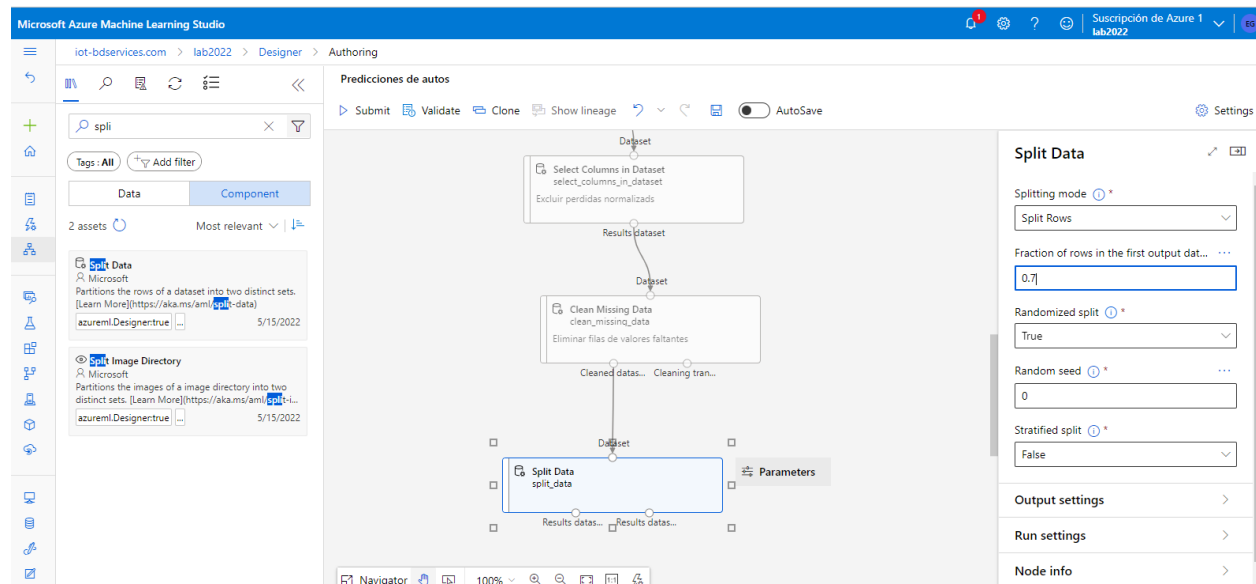 Microsoft Azure Machine Learning Studio
1
Suscripción de Azure 1
lab2022
EG
iot-bdservices.com > lab2022 > Designer > Authoring
spli
Tags : All
Add filter
Data
Component
2 assets
Most relevant
Split Data
Microsoft
Partitions the rows of a dataset into two distinct sets.
[Learn More](https://aka.ms/aml/split-data)
azureml.Designer:true
...
5/15/2022
Split Image Directory
Microsoft
Partitions the images of a image directory into two
distinct sets. [Learn More](https://aka.ms/aml/split-i...
azureml.Designer:true
...
5/15/2022
Predicciones de autos
Submit
Validate
Clone
Show lineage
AutoSave
Settings
Dataset
Select Columns in Dataset
select_columns_in_dataset
Excluir perdidas normalizads
Results dataset
Dataset
Clean Missing Data
clean_missing_data
Eliminar filas de valores faltantes
Cleaned datas...
Cleaning tran...
Dataset
Split Data
split_data
Parameters
Results datas...
Results datas...
Navigator
100%
1:1
Split Data
Splitting mode *
Split Rows
Fraction of rows in the first output dat...
...
0.7
Randomized split *
True
Random seed *
...
0
Stratified split *
False
Output settings
Run settings
Node info